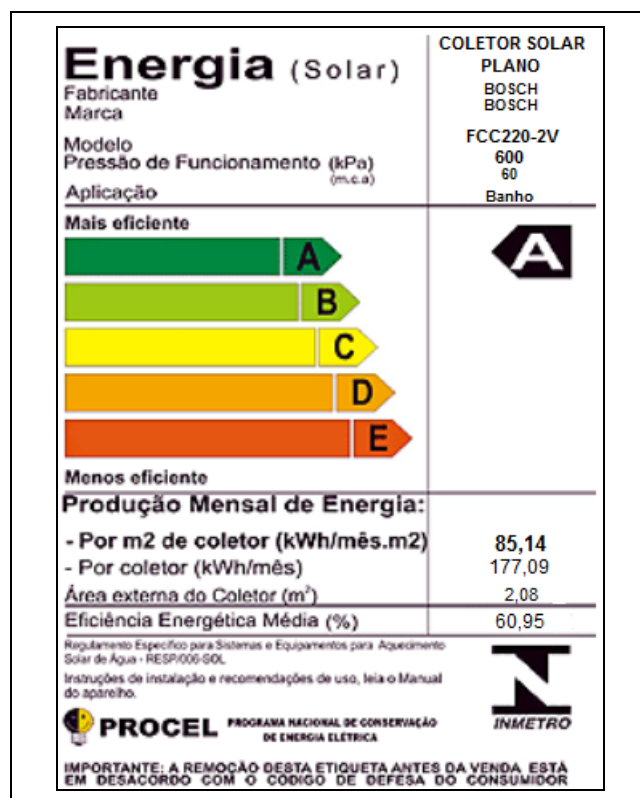 Energia (Solar)
COLETOR SOLAR
PLANO
Fabricante
BOSCH
Marca
BOSCH
Modelo
FCC220-2V
Pressão de Funcionamento (kPa)
600
(m.c.a)
60
Aplicação
Banho
Mais eficiente
A
A
B
C
D
E
Menos eficiente
Produção Mensal de Energia:
- Por m2 de coletor (kWh/mês.m2)
85,14
- Por coletor (kWh/mês)
177,09
Área externa do Coletor (m²)
2,08
Eficiência Energética Média (%)
60,95
Regulamento Específico para Sistemas e Equipamentos para Aquecimento
Solar de Água - RESP/006-SOL
Instruções de instalação e recomendações de uso, leia o Manual
do aparelho.
PROCEL
PROGRAMA NACIONAL DE CONSERVAÇÃO
DE ENERGIA ELÉTRICA
INMETRO
IMPORTANTE: A REMOÇÃO DESTA ETIQUETA ANTES DA VENDA ESTÁ
EM DESACORDO COM O CÓDIGO DE DEFESA DO CONSUMIDOR